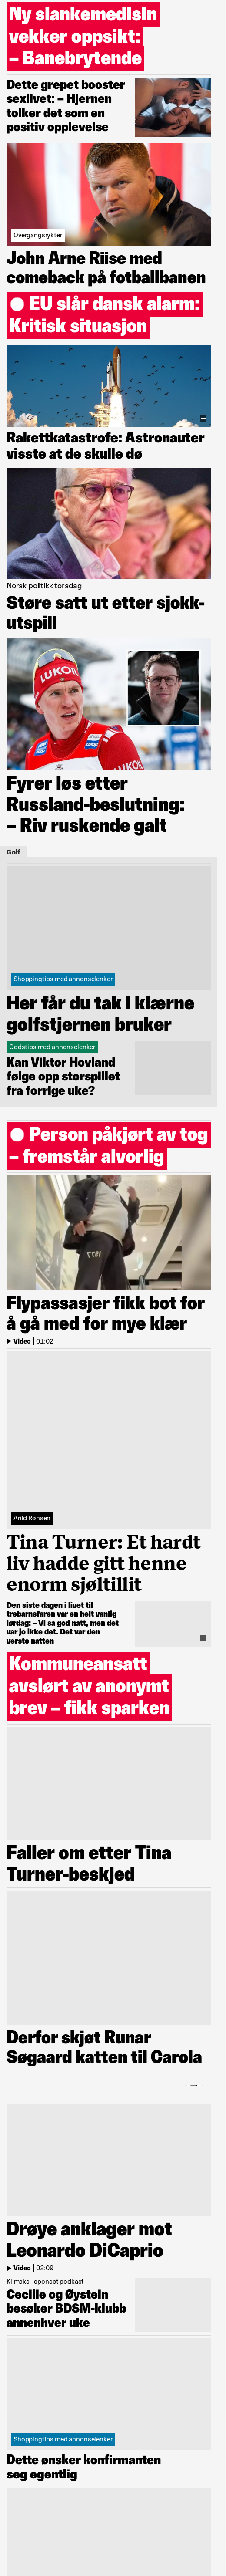 Ny slankemedisin
vekker oppsikt:
– Banebrytende
Dette grepet booster
sexlivet: – Hjernen
tolker det som en
positiv opplevelse
Overgangsrykter
John Arne Riise med
comeback på fotballbanen
EU slår dansk alarm:
Kritisk situasjon
Rakettkatastrofe: Astronauter
visste at de skulle dø
Norsk politikk torsdag
Støre satt ut etter sjokk-
utspill
LUKOIL
LUKOIL
coop
Fyrer løs etter
Russland-beslutning:
– Riv ruskende galt
Golf
Shoppingtips med annonselenker
Her får du tak i klærne
golfstjernen bruker
Oddstips med annonselenker
Kan Viktor Hovland
følge opp storspillet
fra forrige uke?
Person påkjørt av tog
– fremstår alvorlig
Flypassasjer fikk bot for
å gå med for mye klær
Video | 01:02
Arild Rønsen
Tina Turner: Et hardt
liv hadde gitt henne
enorm sjøltillit
Den siste dagen i livet til
trebarnsfaren var en helt vanlig
lørdag: – Vi sa god natt, men det
var jo ikke det. Det var den
verste natten
Kommuneansatt
avslørt av anonymt
brev – fikk sparken
Faller om etter Tina
Turner-beskjed
Derfor skjøt Runar
Søgaard katten til Carola
Drøye anklager mot
Leonardo DiCaprio
Video | 02:09
Klimaks - sponset podkast
Cecilie og Øystein
besøker BDSM-klubb
annenhver uke
Shoppingtips med annonselenker
Dette ønsker konfirmanten
seg egentlig